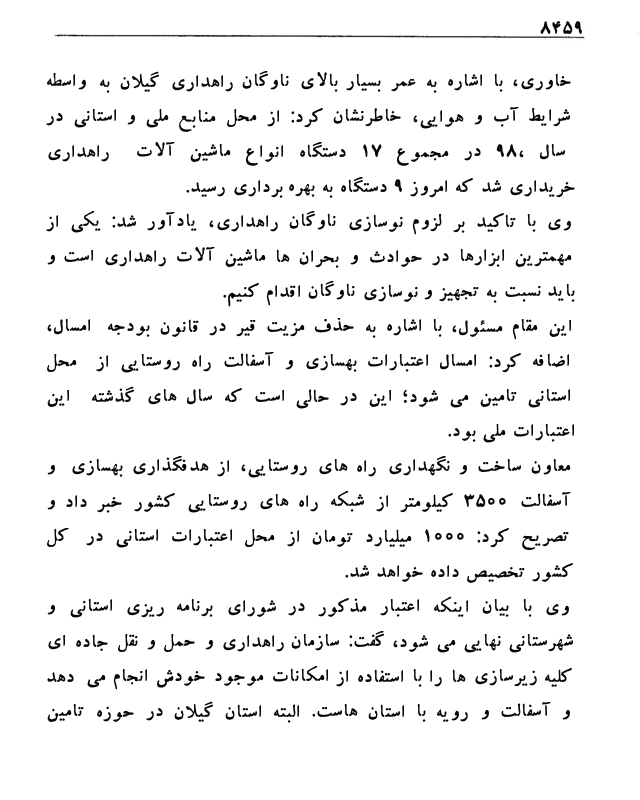 ۸۴۵۹
خاوری، با اشاره به عمر بسیار بالای ناوگان راهداری گیلان به واسطه
شرایط آب و هوایی، خاطرنشان کرد: از محل منابع ملی و استانی در
سال ۹۸، در مجموع ۱۷ دستگاه انواع ماشین آلات راهداری
خریداری شد که امروز ۹ دستگاه به بهره برداری رسید.
وی با تاکید بر لزوم نوسازی ناوگان راهداری، یادآور شد: یکی از
مهمترین ابزارها در حوادث و بحران ها ماشین آلات راهداری است و
باید نسبت به تجهیز و نوسازی ناوگان اقدام کنیم.
این مقام مسئول، با اشاره به حذف مزیت قیر در قانون بودجه امسال،
اضافه کرد: امسال اعتبارات بهسازی و آسفالت راه روستایی از محل
استانی تامین می شود؛ این در حالی است که سال های گذشته این
اعتبارات ملی بود.
معاون ساخت و نگهداری راه های روستایی، از هدفگذاری بهسازی و
آسفالت ۳۵۰۰ کیلومتر از شبکه راه های روستایی کشور خبر داد و
تصریح کرد: ۱۰۰۰ میلیارد تومان از محل اعتبارات استانی در کل
کشور تخصیص داده خواهد شد.
وی با بیان اینکه اعتبار مذکور در شورای برنامه ریزی استانی و
شهرستانی نهایی می شود، گفت: سازمان راهداری و حمل و نقل جاده ای
کلیه زیرسازی ها را با استفاده از امکانات موجود خودش انجام می دهد
و آسفالت و رویه با استان هاست. البته استان گیلان در حوزه تامین